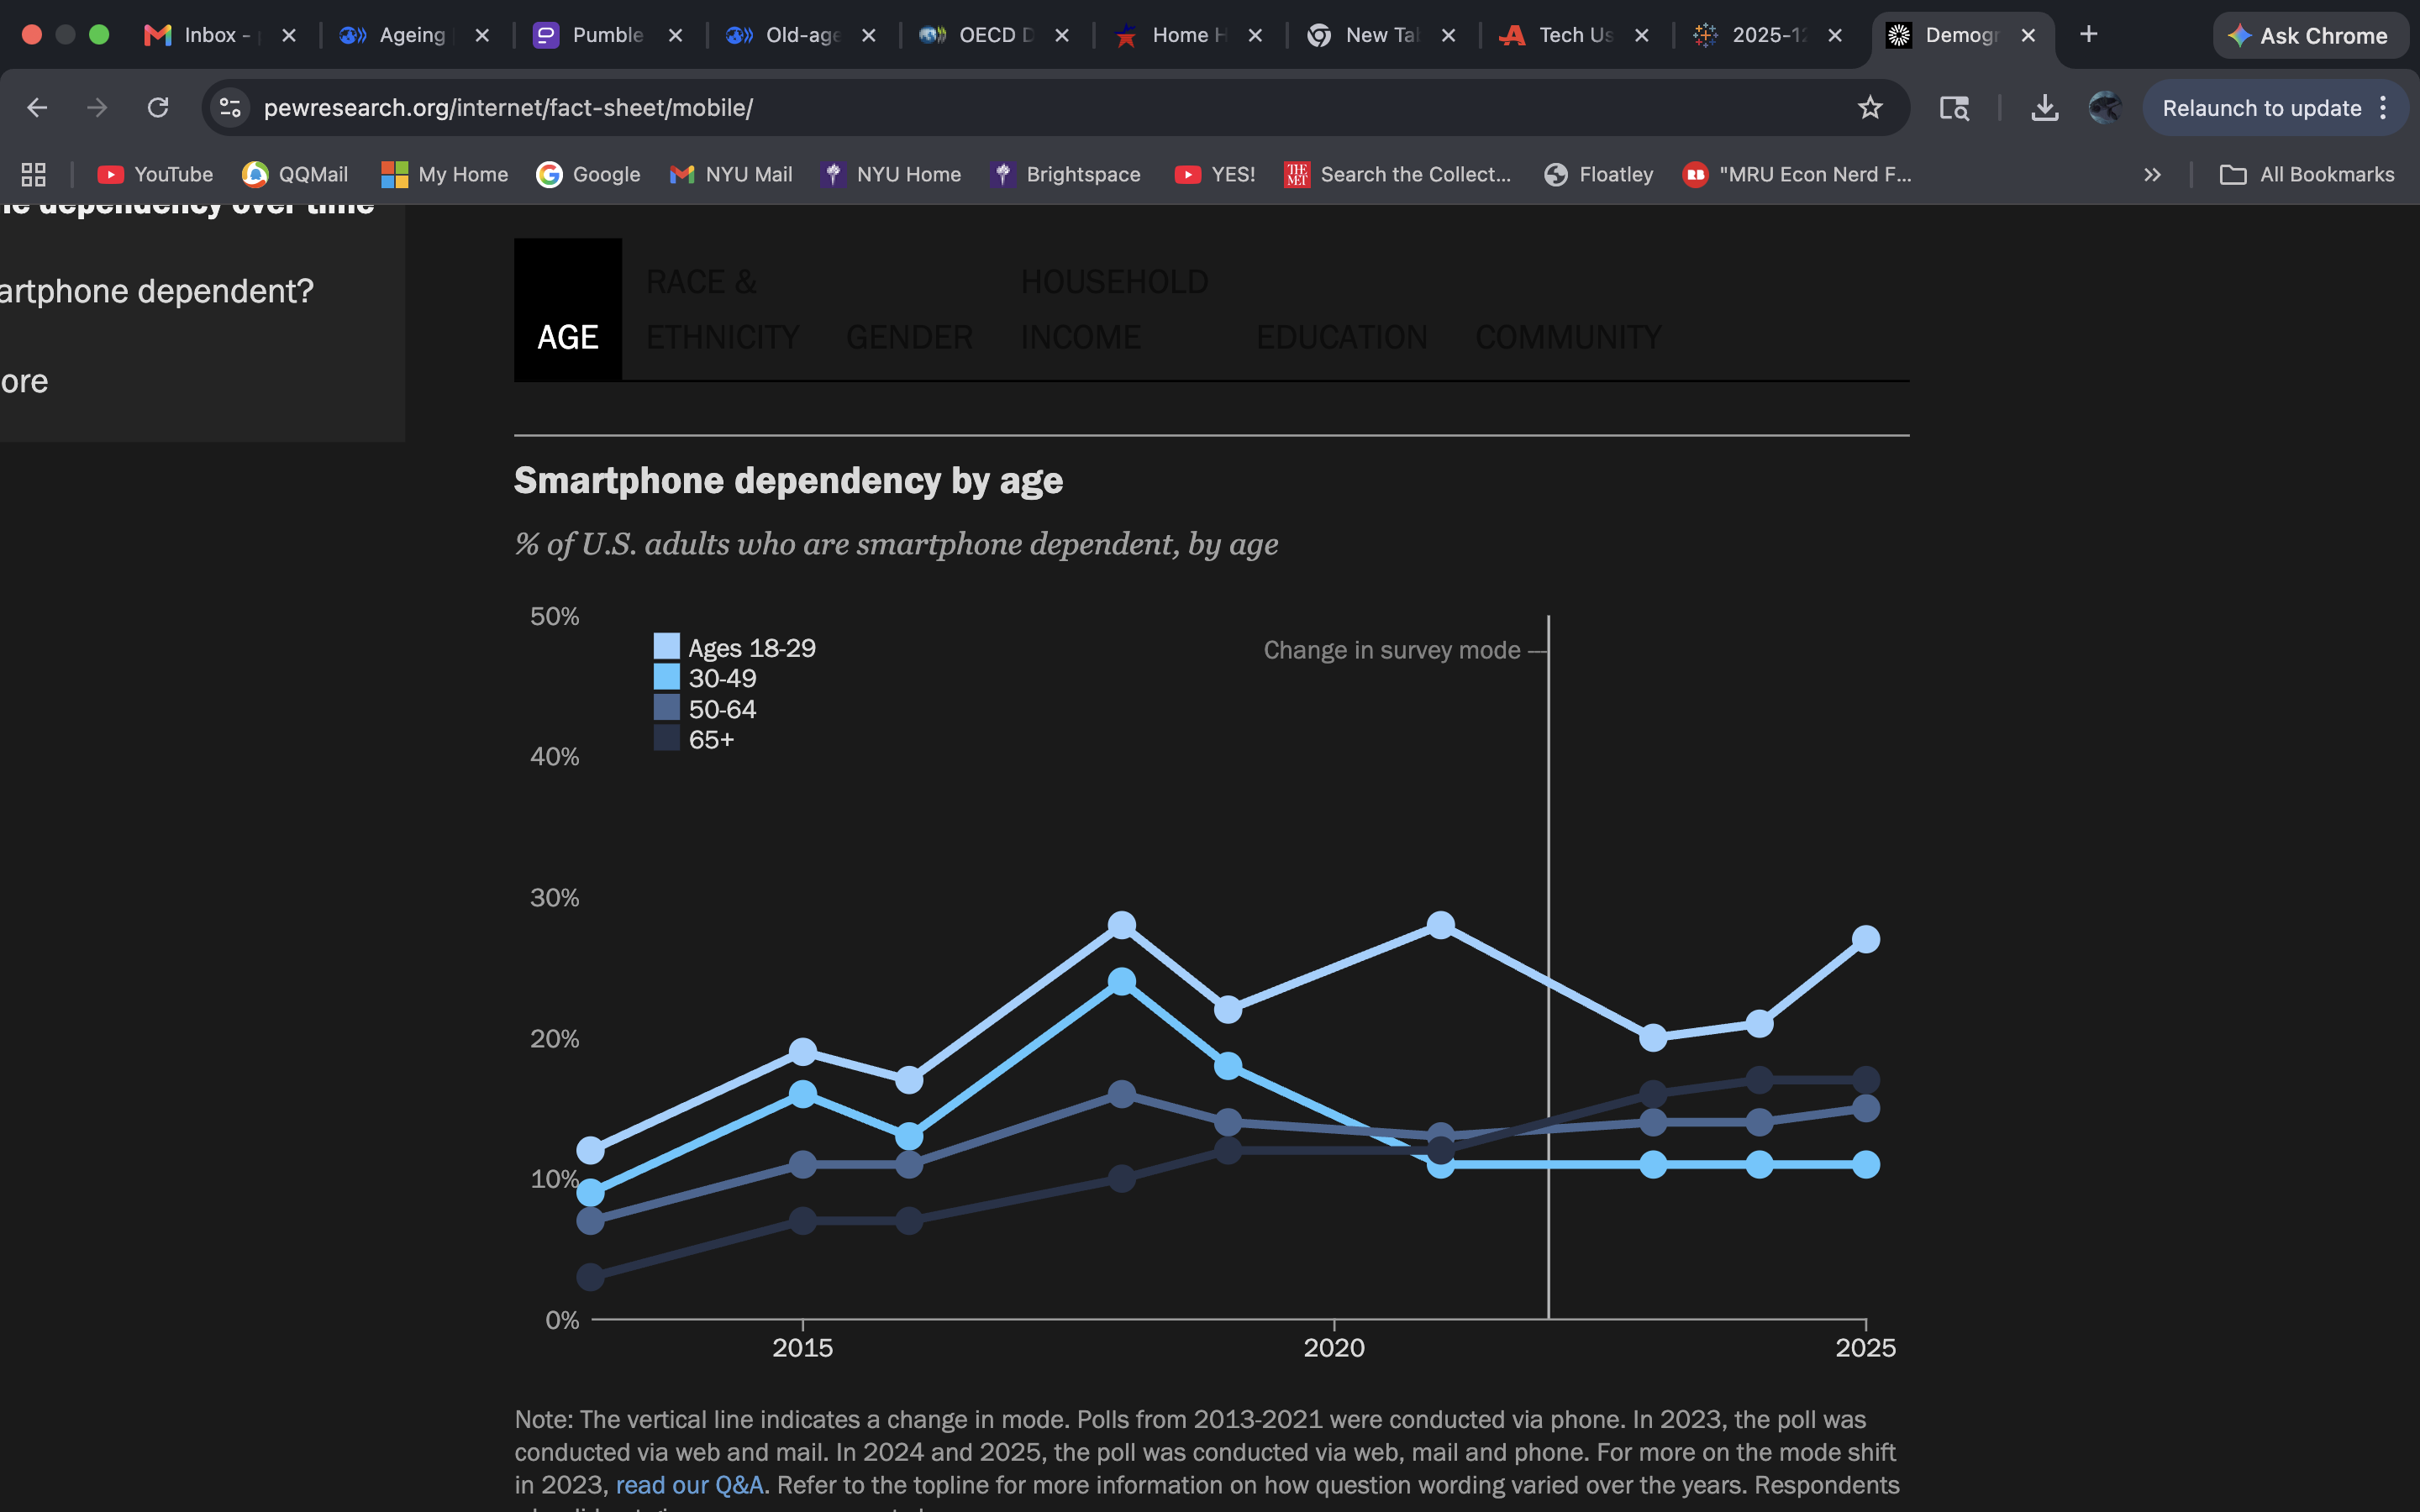 Inbox -
Ageing
Pumble
Old-age
OECD D
Home H
New Tab
Tech Us
2025-12
Demogr
Ask Chrome
pewresearch.org/internet/fact-sheet/mobile/
Relaunch to update
YouTube
QQMail
My Home
Google
NYU Mail
NYU Home
Brightspace
YES!
THE MET
Search the Collect...
Floatley
RB
"MRU Econ Nerd F...
All Bookmarks
dependency over time
artphone dependent?
ore
AGE
RACE &
ETHNICITY
GENDER
HOUSEHOLD
INCOME
EDUCATION
COMMUNITY
Smartphone dependency by age
% of U.S. adults who are smartphone dependent, by age
50%
40%
30%
20%
10%
0%
Ages 18-29
30-49
50-64
65+
Change in survey mode
2015
2020
2025
Note: The vertical line indicates a change in mode. Polls from 2013-2021 were conducted via phone. In 2023, the poll was
conducted via web and mail. In 2024 and 2025, the poll was conducted via web, mail and phone. For more on the mode shift
in 2023, read our Q&A. Refer to the topline for more information on how question wording varied over the years. Respondents